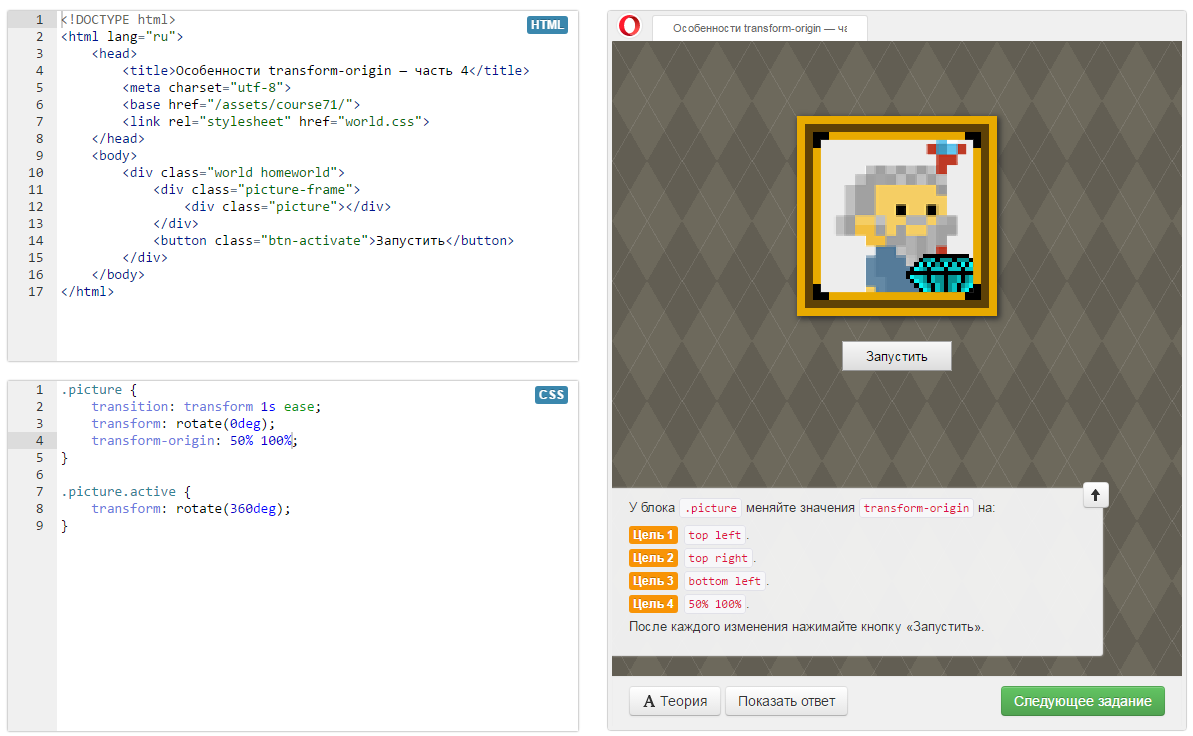 1 <!DOCTYPE html>
HTML
2 <html lang="ru">
3 <head>
4 <title>Особенности transform-origin — часть 4</title>
5 <meta charset="utf-8">
6 <base href="/assets/course71/">
7 <link rel="stylesheet" href="world.css">
8 </head>
9 <body>
10 <div class="world homeworld">
11 <div class="picture-frame">
12 <div class="picture"></div>
13 </div>
14 <button class="btn-activate">Запустить</button>
15 </div>
16 </body>
17 </html>
1 .picture {
CSS
2 transition: transform 1s ease;
3 transform: rotate(0deg);
4 transform-origin: 50% 100%;
5 }
6
7 .picture.active {
8 transform: rotate(360deg);
9 }
Особенности transform-origin — ча
Запустить
У блока .picture меняйте значения transform-origin на:
Цель 1 top left.
Цель 2 top right.
Цель 3 bottom left.
Цель 4 50% 100%.
После каждого изменения нажимайте кнопку «Запустить».
A Теория
Показать ответ
Следующее задание